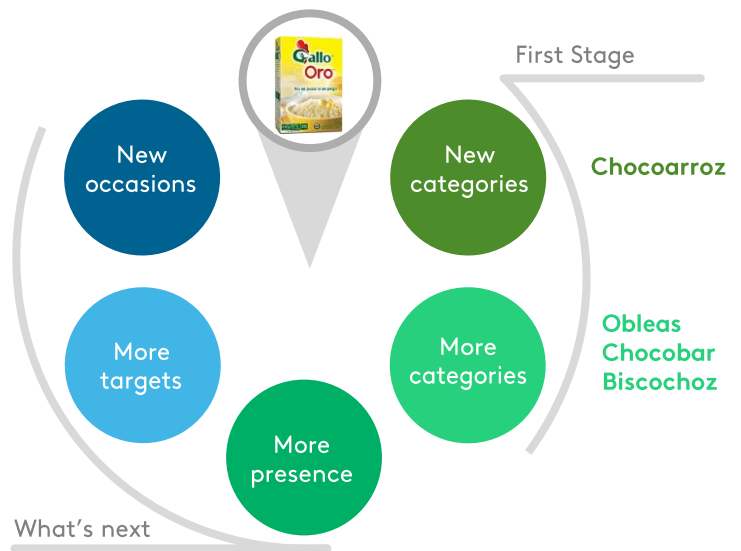 Gallo
Oro
First Stage
New
occasions
New
categories
Chocoarroz
More
targets
More
categories
Obleas
Chocobar
Biscochoz
More
presence
What's next